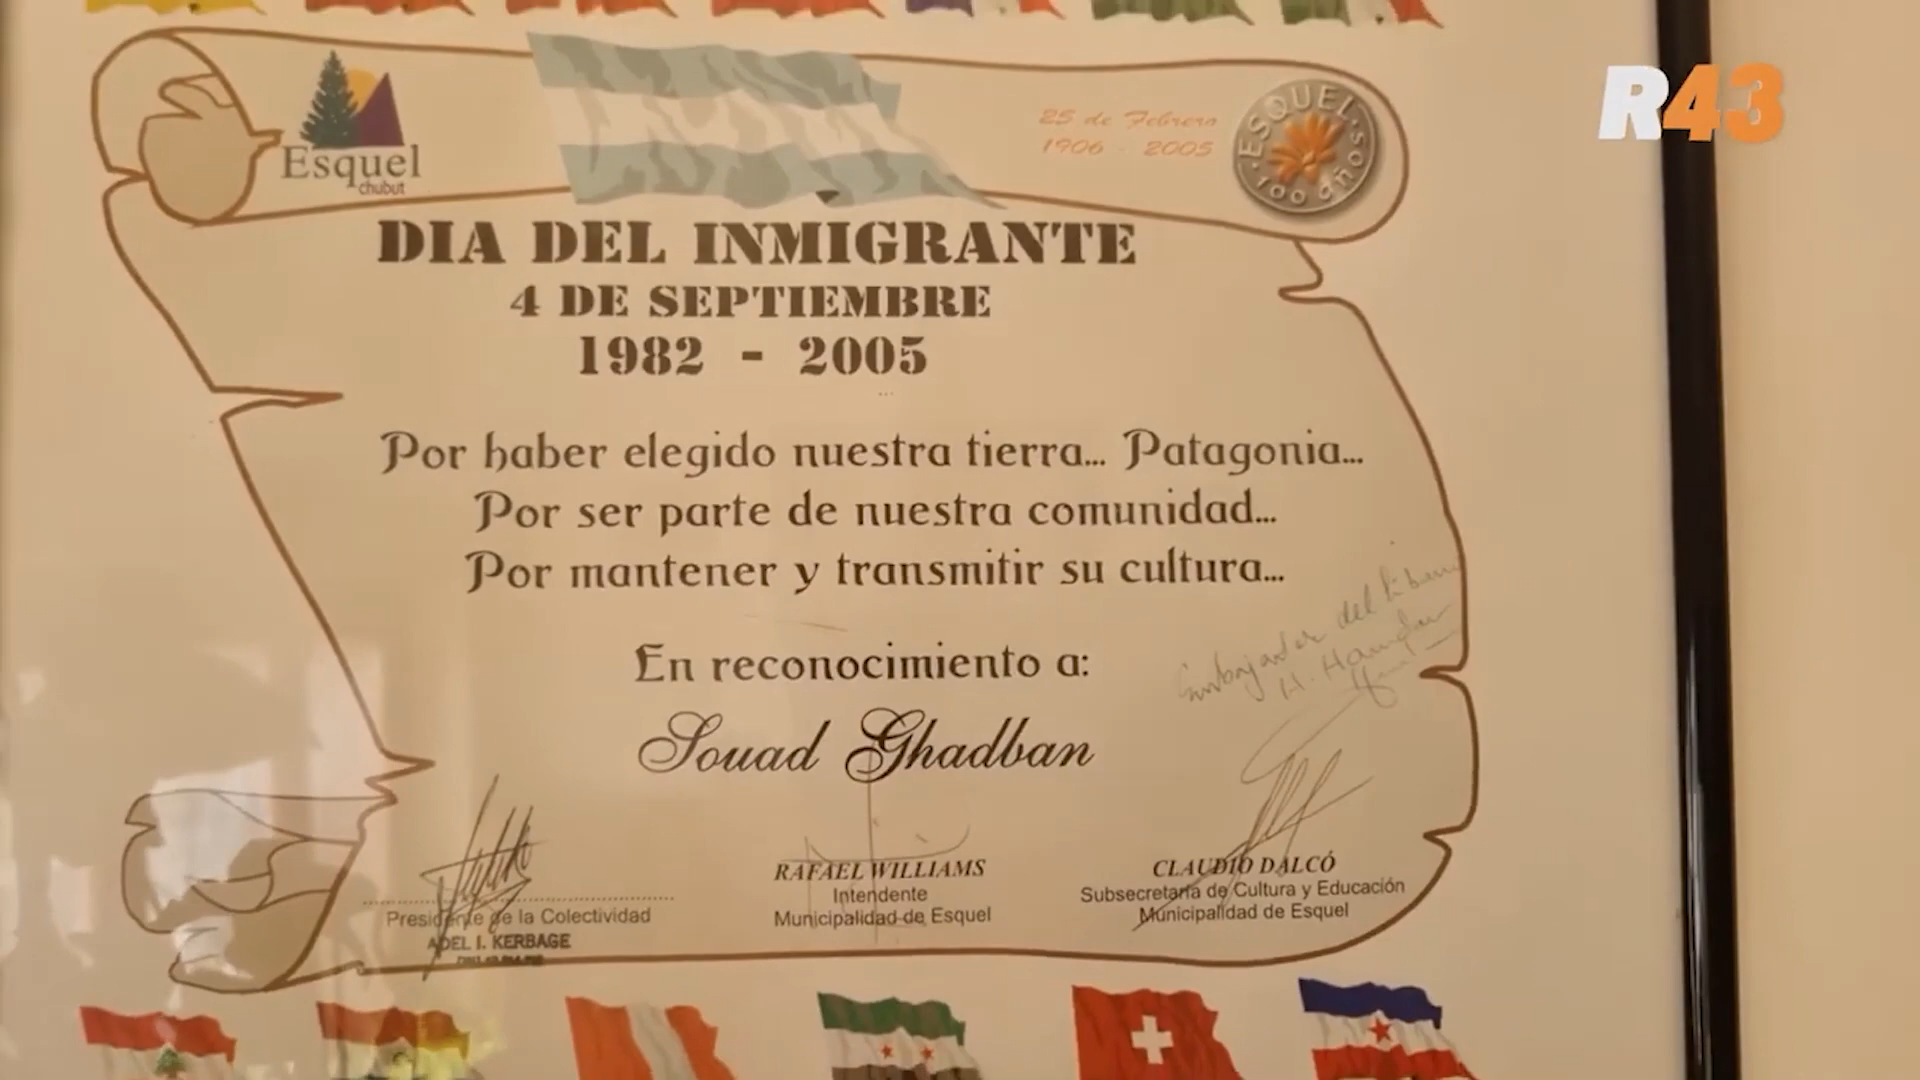 R43
Esquel
chubut
25 de Febrero
1906 - 2005
ESQUEL
100 años
DIA DEL INMIGRANTE
4 DE SEPTIEMBRE
1982 - 2005
Por haber elegido nuestra tierra... Patagonia...
Por ser parte de nuestra comunidad...
Por mantener y transmitir su cultura...
Embajador del Líbano
En reconocimiento a:
Souad Ghadban
Presidente de la Colectividad
ADEL I. KERBAGE
RAFAEL WILLIAMS
Intendente
Municipalidad de Esquel
CLAUDIO DALCÓ
Subsecretaría de Cultura y Educación
Municipalidad de Esquel